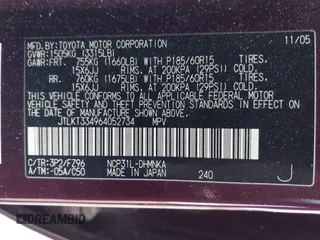 MFD.BY:TOYOTA MOTOR CORPORATION 11/05
GVWR:1505KG (3315LB)
GAWR:FRT. 755KG (1660LB) WITH P185/60R15 TIRES,
15X6JJ RIMS, AT 200KPA (29PSI) COLD
RR. 760KG (1675LB) WITH P185/60R15 TIRES,
15X6JJ RIMS, AT 200KPA (29PSI) COLD
THIS VEHICLE CONFORMS TO ALL APPLICABLE
FEDERAL MOTOR VEHICLE SAFETY, BUMPER, AND
THEFT PREVENTION STANDARDS IN EFFECT ON
THE DATE OF MANUFACTURE SHOWN ABOVE.
JTLKT334964052734 PASS.CAR
C/TR:3P2/FZ96 NCP31L-DHMNKA
A/TM:-05A/C50 MADE IN JAPAN 240 J
DREAMBID